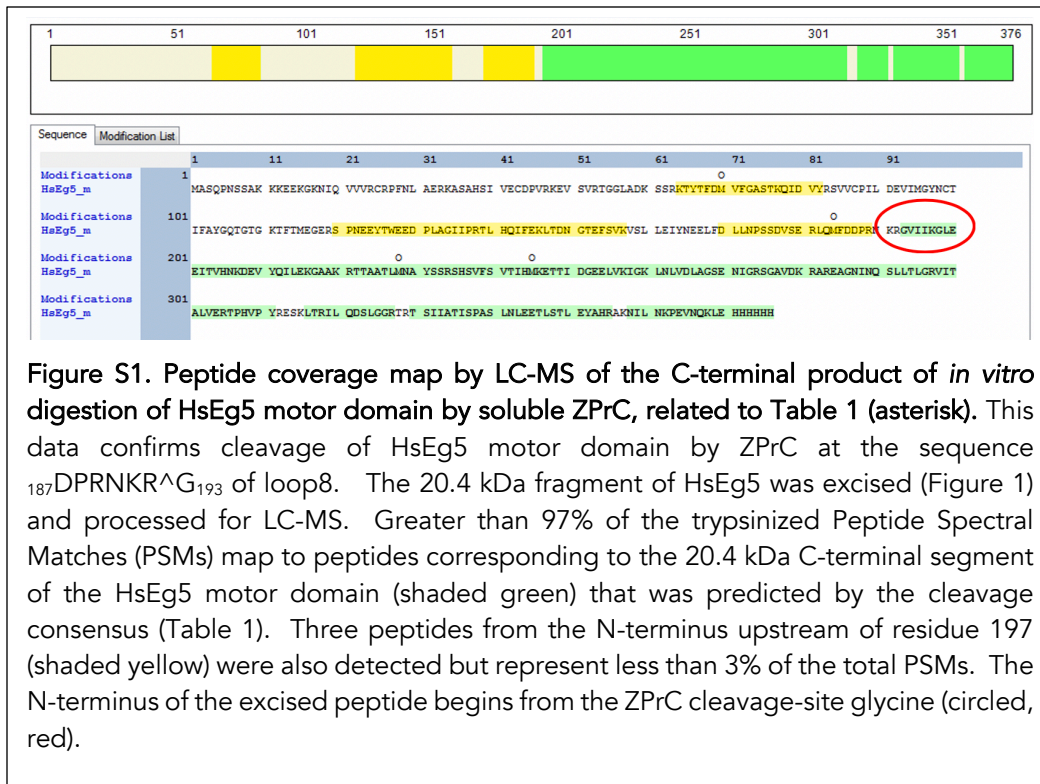 1 51 101 151 201 251 301 351 376
Sequence Modification List
1 11 21 31 41 51 61 71 81 91
Modifications 1 O
HsEg5_m MASQPNSSAK KKEEKGKNIQ VVVRCRPFNL AERKASAHSI VECDPVRKEV SVRTGGLADK SSRKTYTFDM VFGASTKQID VYRSVVCPIL DEVIMGYNCT
Modifications 101 O
HsEg5_m IFAYGQTGTG KTFTMEGERS PNEEYTWEED PLAGIIPRTL HQIFEKLTDN GTEFSVKVSL LEIYNEELFD LLNPSSDVSE RLQMFDDPRN KRGVIIKGLE
Modifications 201 O O
HsEg5_m EITVHNKDEV YQILEKGAAK RTTAATLMNA YSSRSHSVFS VTIHMKETTI DGEELVKIGK LNLVDLAGSE NIGRSGAVDK RAREAGNINQ SLLTLGRVIT
Modifications 301
HsEg5_m ALVERTPHVP YRESKLTRIL QDSLGGRTRT SIIATISPAS LNLEETLSTL EYAHRAKNIL NKPEVNQKLE HHHHHH
Figure S1. Peptide coverage map by LC-MS of the C-terminal product of in vitro
digestion of HsEg5 motor domain by soluble ZPrC, related to Table 1 (asterisk). This
data confirms cleavage of HsEg5 motor domain by ZPrC at the sequence
187DPRNKR^G193 of loop8. The 20.4 kDa fragment of HsEg5 was excised (Figure 1)
and processed for LC-MS. Greater than 97% of the trypsinized Peptide Spectral
Matches (PSMs) map to peptides corresponding to the 20.4 kDa C-terminal segment
of the HsEg5 motor domain (shaded green) that was predicted by the cleavage
consensus (Table 1). Three peptides from the N-terminus upstream of residue 197
(shaded yellow) were also detected but represent less than 3% of the total PSMs. The
N-terminus of the excised peptide begins from the ZPrC cleavage-site glycine (circled,
red).